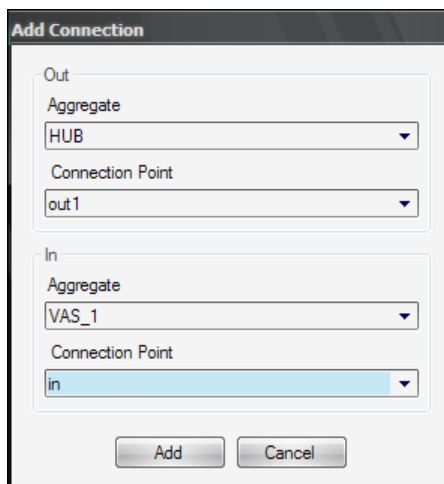 Add Connection
Out
Aggregate
HUB
Connection Point
out1
In
Aggregate
VAS_1
Connection Point
in
Add Cancel